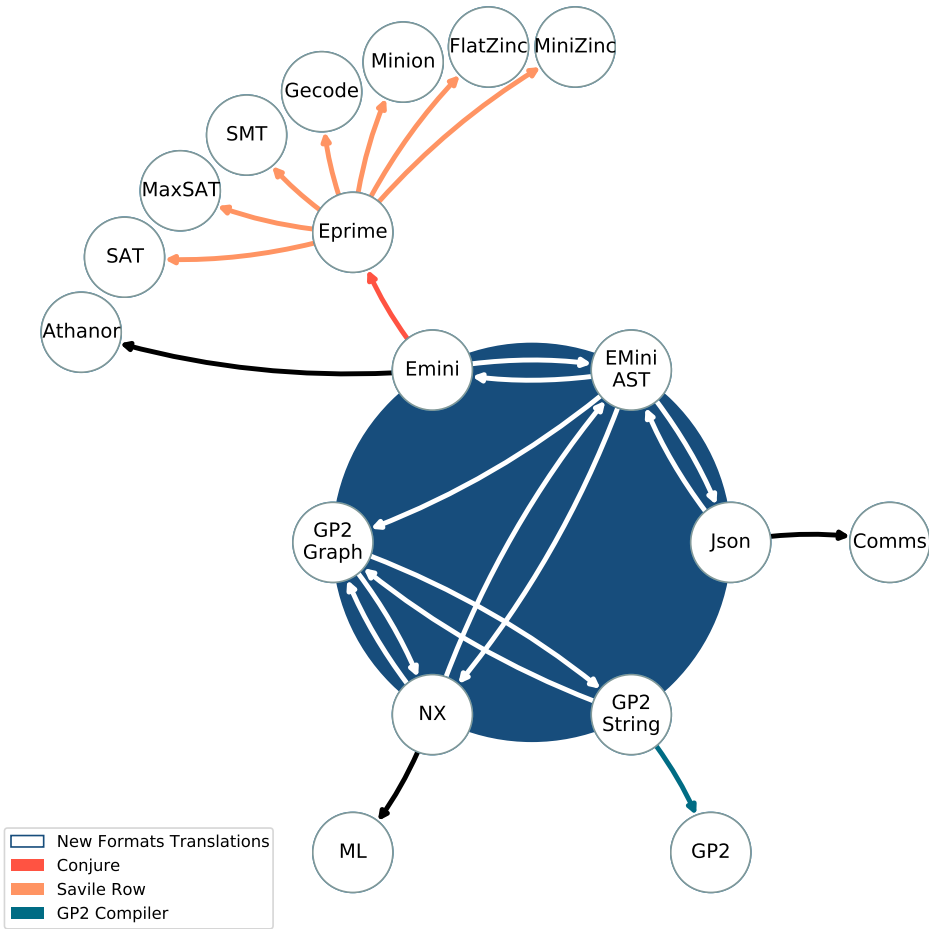 FlatZinc
MiniZinc
Minion
Gecode
SMT
MaxSAT
Eprime
SAT
Athanor
Emini
EMini
AST
GP2
Graph
Json
Comms
NX
GP2
String
ML
GP2
New Formats Translations
Conjure
Savile Row
GP2 Compiler